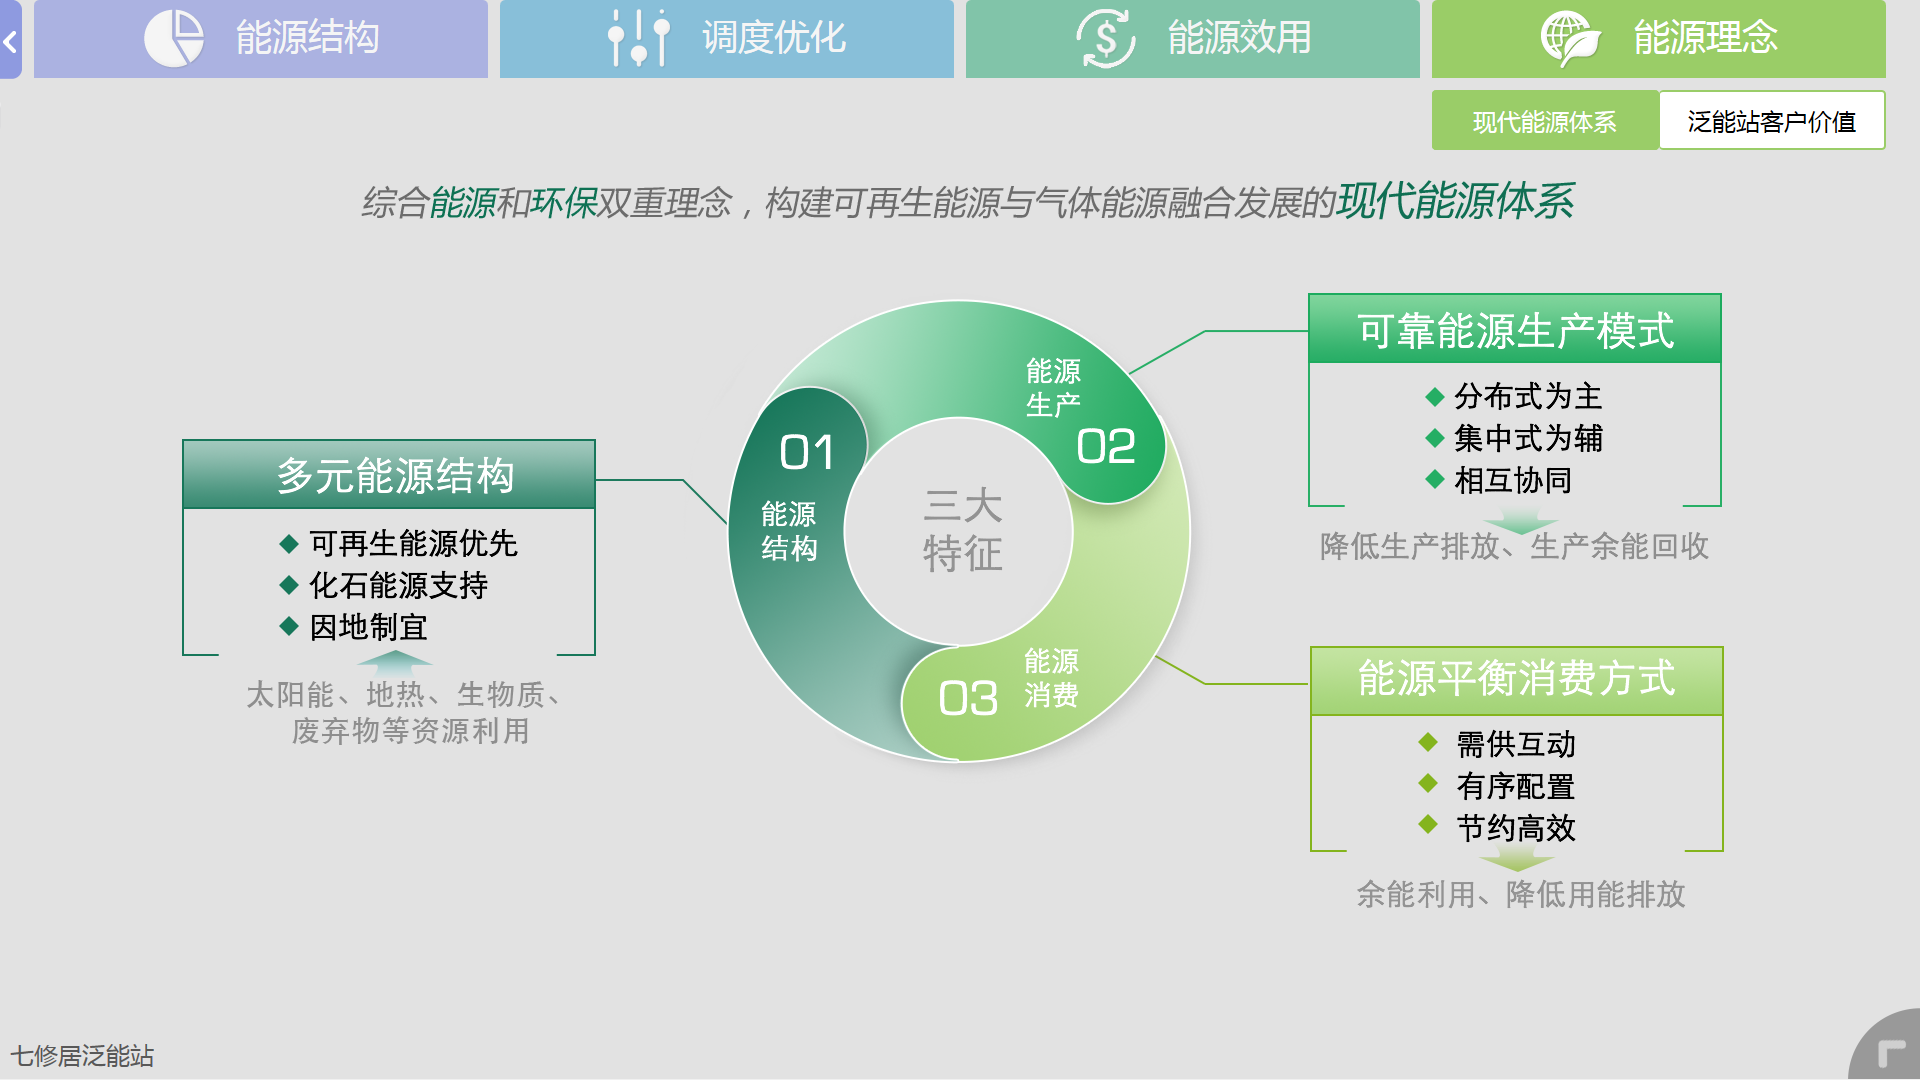 能源结构
调度优化
能源效用
能源理念
现代能源体系
泛能站客户价值
综合能源和环保双重理念，构建可再生能源与气体能源融合发展的现代能源体系
多元能源结构
可再生能源优先
化石能源支持
因地制宜
太阳能、地热、生物质、
废弃物等资源利用
01
能源
结构
能源
生产
02
三大
特征
03
能源
消费
可靠能源生产模式
分布式为主
集中式为辅
相互协同
降低生产排放、生产余能回收
能源平衡消费方式
需供互动
有序配置
节约高效
余能利用、降低用能排放
七修居泛能站